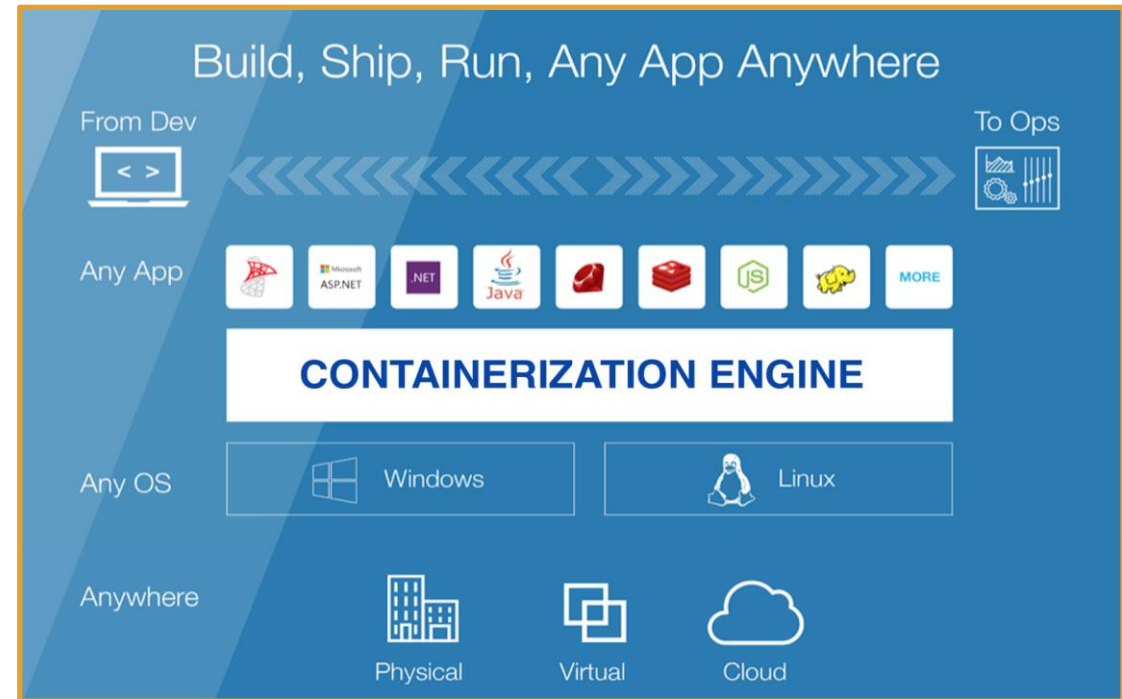 Build, Ship, Run, Any App Anywhere
From Dev
To Ops
< >
Any App
Microsoft
ASP.NET
.NET
Java
JS
MORE
CONTAINERIZATION ENGINE
Any OS
Windows
Linux
Anywhere
Physical
Virtual
Cloud